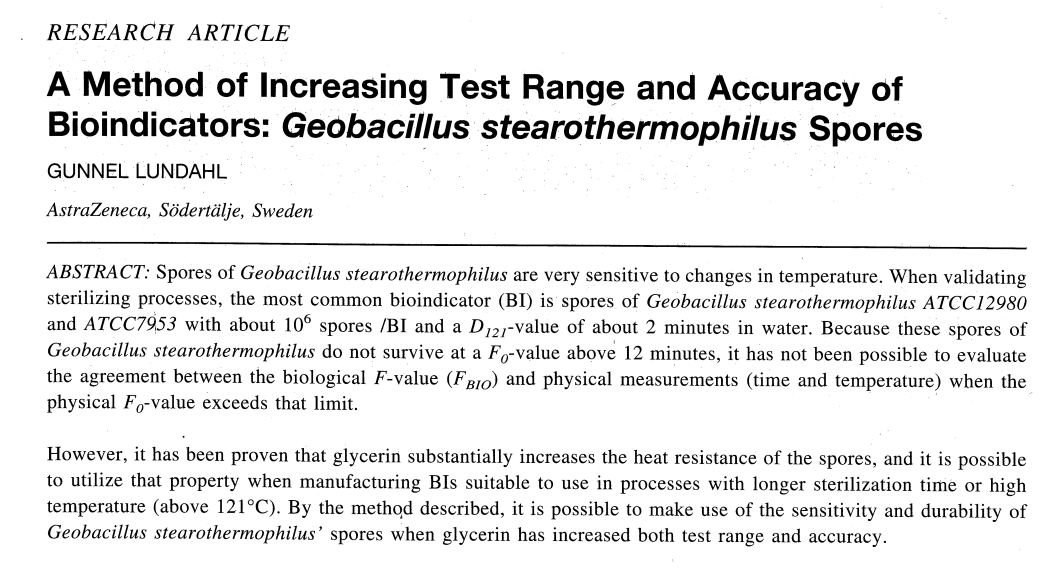 RESEARCH ARTICLE
A Method of Increasing Test Range and Accuracy of
Bioindicators: Geobacillus stearothermophilus Spores
GUNNEL LUNDAHL
AstraZeneca, Södertälje, Sweden
ABSTRACT: Spores of Geobacillus stearothermophilus are very sensitive to changes in temperature. When validating
sterilizing processes, the most common bioindicator (BI) is spores of Geobacillus stearothermophilus ATCC12980
and ATCC7953 with about 10⁶ spores /BI and a D₁₂₁-value of about 2 minutes in water. Because these spores of
Geobacillus stearothermophilus do not survive at a F₀-value above 12 minutes, it has not been possible to evaluate
the agreement between the biological F-value (F_BIO) and physical measurements (time and temperature) when the
physical F₀-value exceeds that limit.
However, it has been proven that glycerin substantially increases the heat resistance of the spores, and it is possible
to utilize that property when manufacturing BIs suitable to use in processes with longer sterilization time or high
temperature (above 121°C). By the method described, it is possible to make use of the sensitivity and durability of
Geobacillus stearothermophilus' spores when glycerin has increased both test range and accuracy.